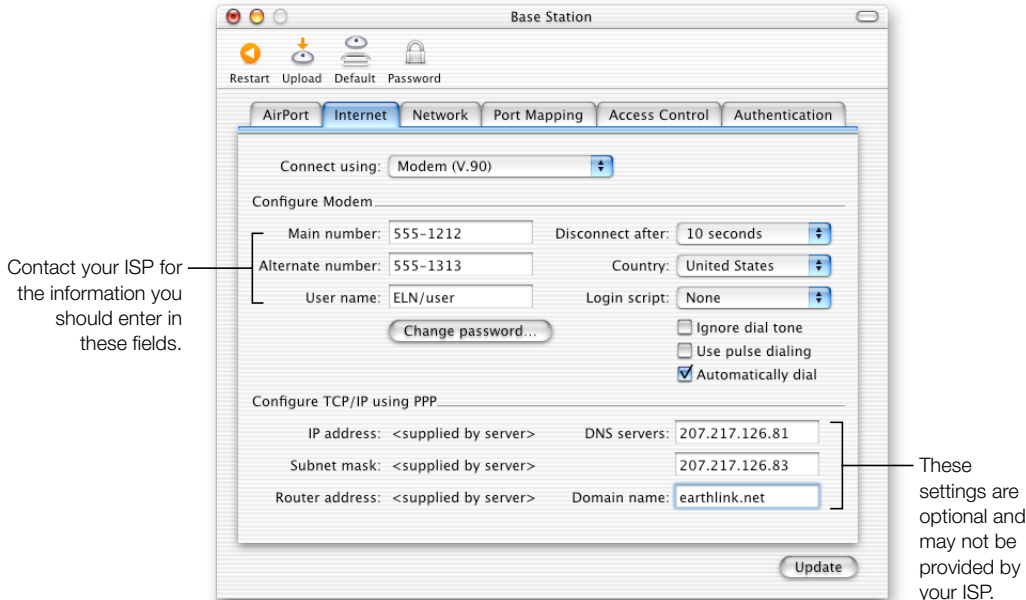 Base Station
Restart Upload Default Password
AirPort Internet Network Port Mapping Access Control Authentication
Connect using: Modem (V.90)
Configure Modem
Main number: 555-1212 Disconnect after: 10 seconds
Alternate number: 555-1313 Country: United States
User name: ELN/user Login script: None
Change password... Ignore dial tone
Use pulse dialing
Automatically dial
Configure TCP/IP using PPP
IP address: <supplied by server> DNS servers: 207.217.126.81
Subnet mask: <supplied by server> 207.217.126.83
Router address: <supplied by server> Domain name: earthlink.net
Update
Contact your ISP for
the information you
should enter in
these fields.
These
settings are
optional and
may not be
provided by
your ISP.